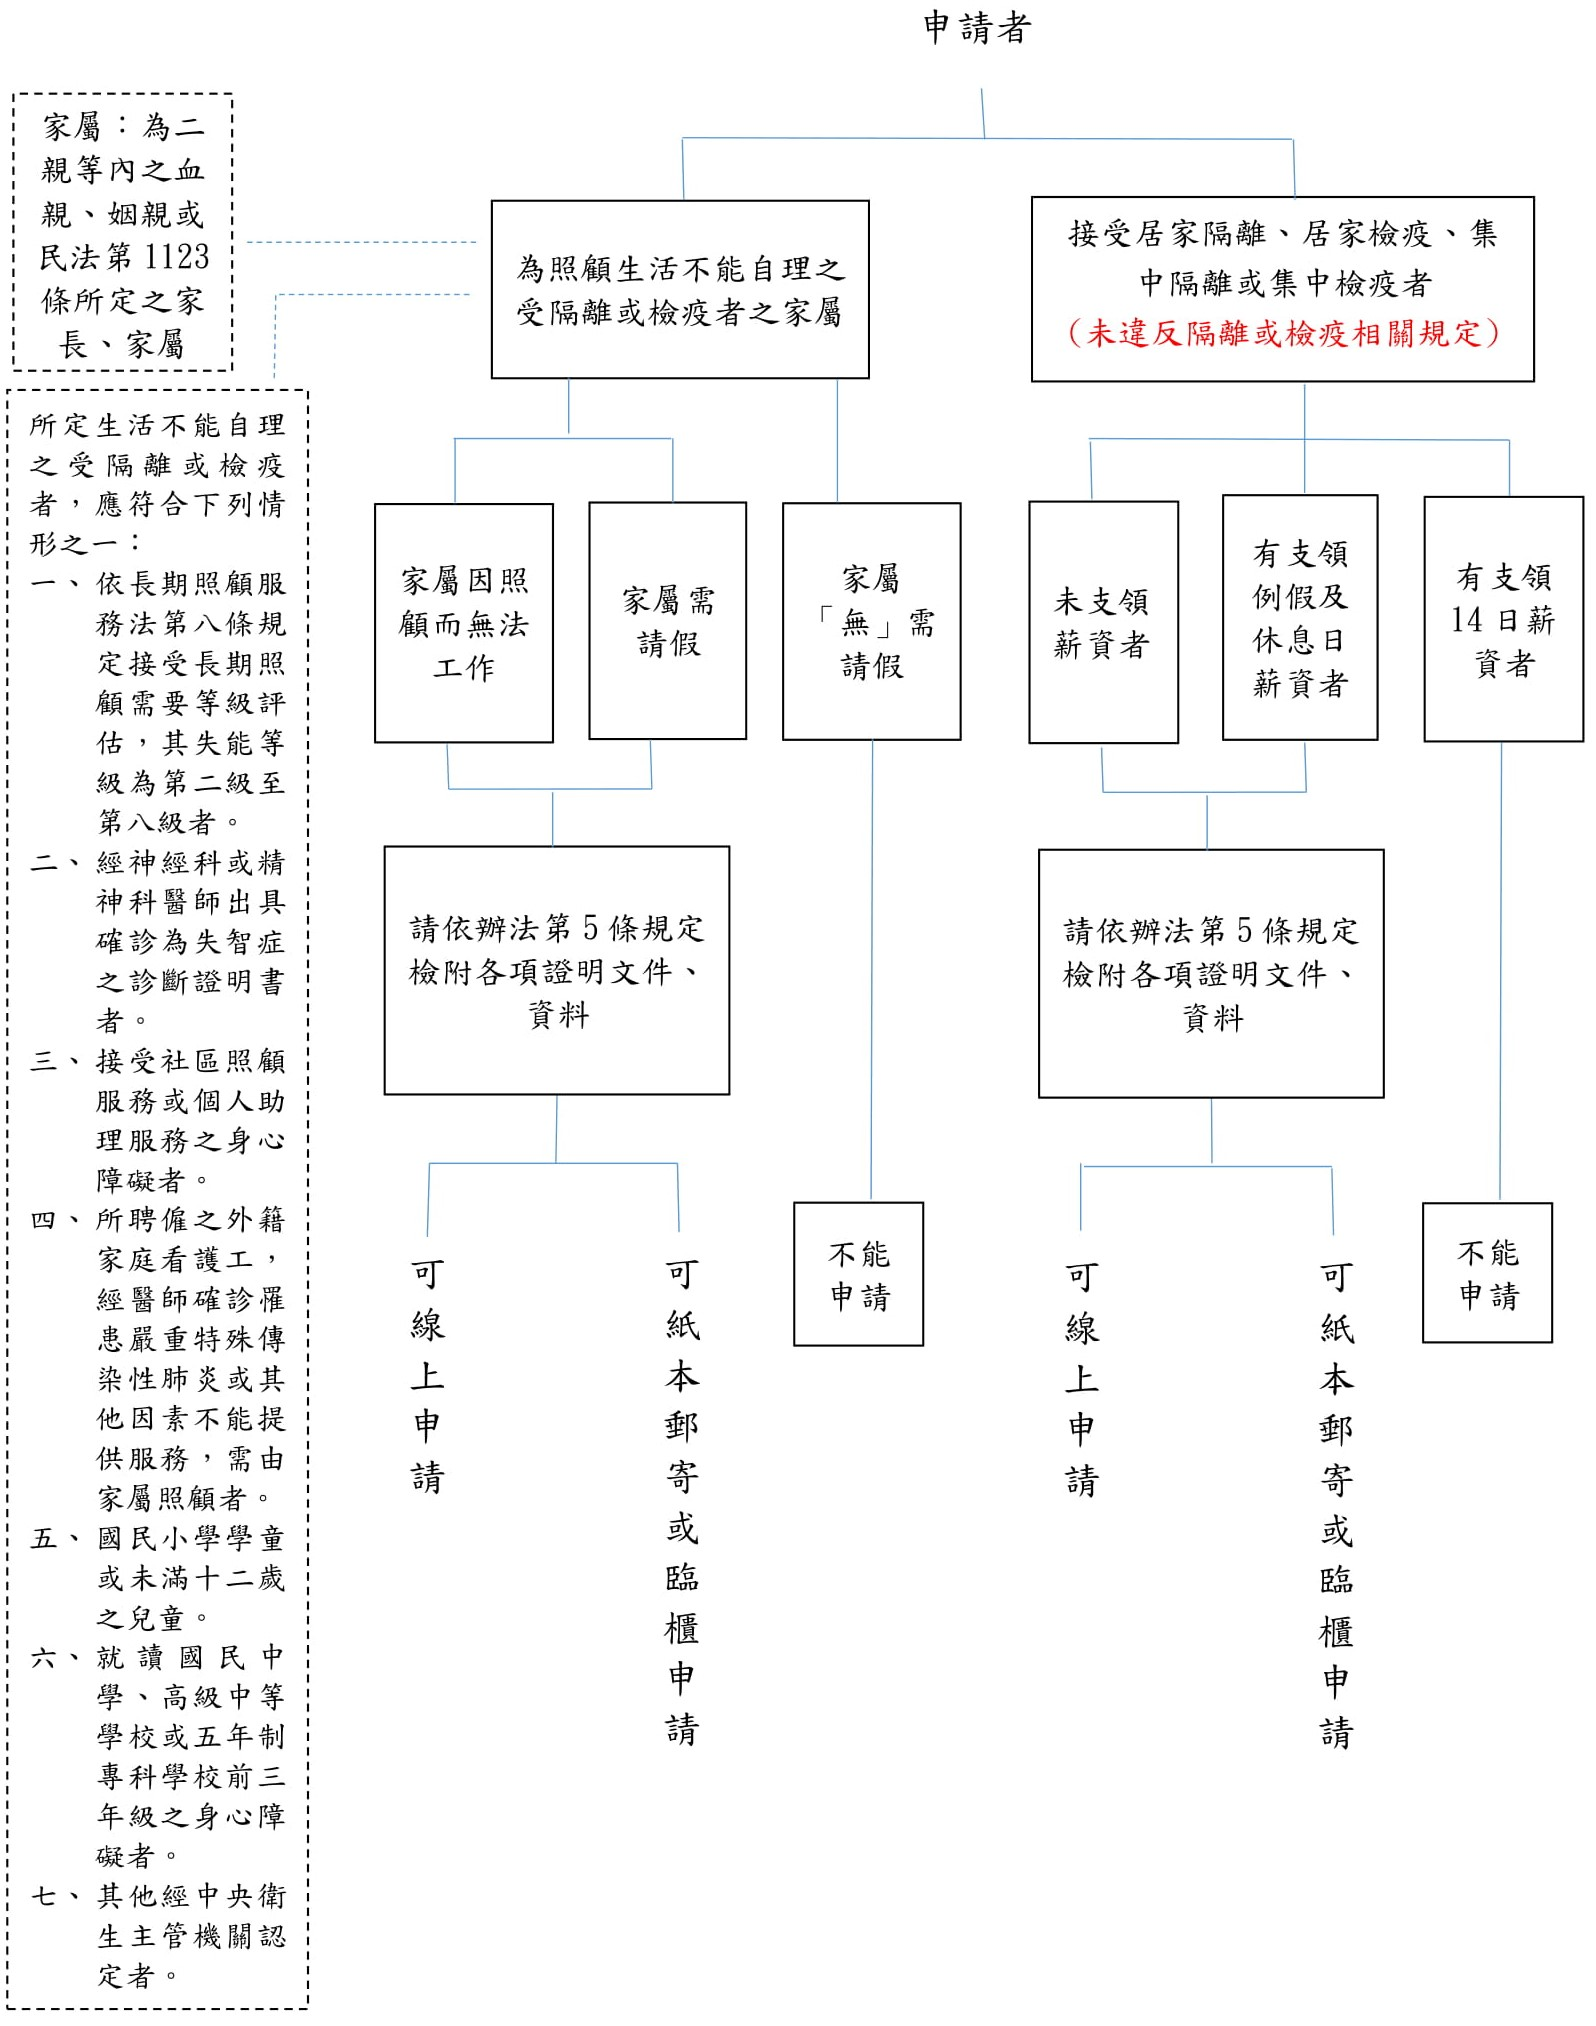 申請者
家屬：為二
親等內之血
親、姻親或
民法第 1123
條所定之家
長、家屬
為照顧生活不能自理之
受隔離或檢疫者之家屬
接受居家隔離、居家檢疫、集
中隔離或集中檢疫者
（未違反隔離或檢疫相關規定）
所定生活不能自理
之受隔離或檢疫
者，應符合下列情
形之一：
一、依長期照顧服
務法第八條規
定接受長期照
顧需要等級評
估，其失能等
級為第二級至
第八級者。
二、經神經科或精
神科醫師出具
確診為失智症
之診斷證明書
者。
三、接受社區照顧
服務或個人助
理服務之身心
障礙者。
四、所聘僱之外籍
家庭看護工，
經醫師確診罹
患嚴重特殊傳
染性肺炎或其
他因素不能提
供服務，需由
家屬照顧者。
五、國民小學學童
或未滿十二歲
之兒童。
六、就讀國民中
學、高級中等
學校或五年制
專科學校前三
年級之身心障
礙者。
七、其他經中央衛
生主管機關認
定者。
家屬因照
顧而無法
工作
家屬需
請假
家屬
「無」需
請假
未支領
薪資者
有支領
例假及
休息日
薪資者
有支領
14 日薪
資者
請依辦法第 5 條規定
檢附各項證明文件、
資料
請依辦法第 5 條規定
檢附各項證明文件、
資料
可線上申請
可紙本郵寄或臨櫃申請
不能
申請
可線上申請
可紙本郵寄或臨櫃申請
不能
申請